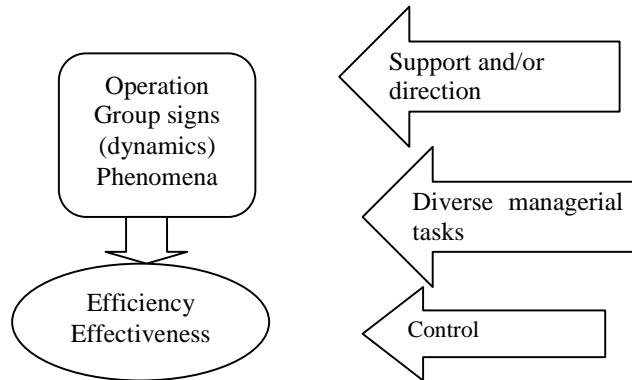 Operation
Group signs
(dynamics)
Phenomena
Efficiency
Effectiveness
Support and/or
direction
Diverse managerial
tasks
Control